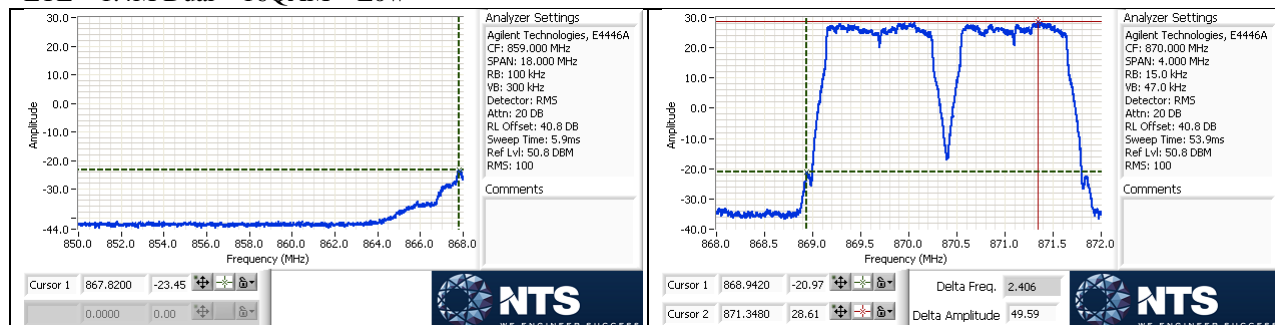 LTE - 1.4M Dual - 16QAM - Low
30.0
20.0
10.0
0.0
-10.0
-20.0
-30.0
-44.0
Amplitude
850.0 852.0 854.0 856.0 858.0 860.0 862.0 864.0 866.0 868.0
Frequency (MHz)
Analyzer Settings
Agilent Technologies, E4446A
CF: 859.000 MHz
SPAN: 18.000 MHz
RB: 100 kHz
VB: 300 kHz
Detector: RMS
Attn: 20 DB
RL Offset: 40.8 DB
Sweep Time: 5.9ms
Ref Lvl: 50.8 DBM
RMS: 100
Comments
Cursor 1 867.8200 -23.45
0.0000 0.00
NTS
WE ENGINEER SUCCESS
30.0
20.0
10.0
0.0
-10.0
-20.0
-30.0
-40.0
Amplitude
868.0 868.5 869.0 869.5 870.0 870.5 871.0 871.5 872.0
Frequency (MHz)
Analyzer Settings
Agilent Technologies, E4446A
CF: 870.000 MHz
SPAN: 4.000 MHz
RB: 15.0 kHz
VB: 47.0 kHz
Detector: RMS
Attn: 20 DB
RL Offset: 40.8 DB
Sweep Time: 53.9ms
Ref Lvl: 50.8 DBM
RMS: 100
Comments
Cursor 1 868.9420 -20.97
Cursor 2 871.3480 28.61
Delta Freq. 2.406
Delta Amplitude 49.59
NTS
WE ENGINEER SUCCESS